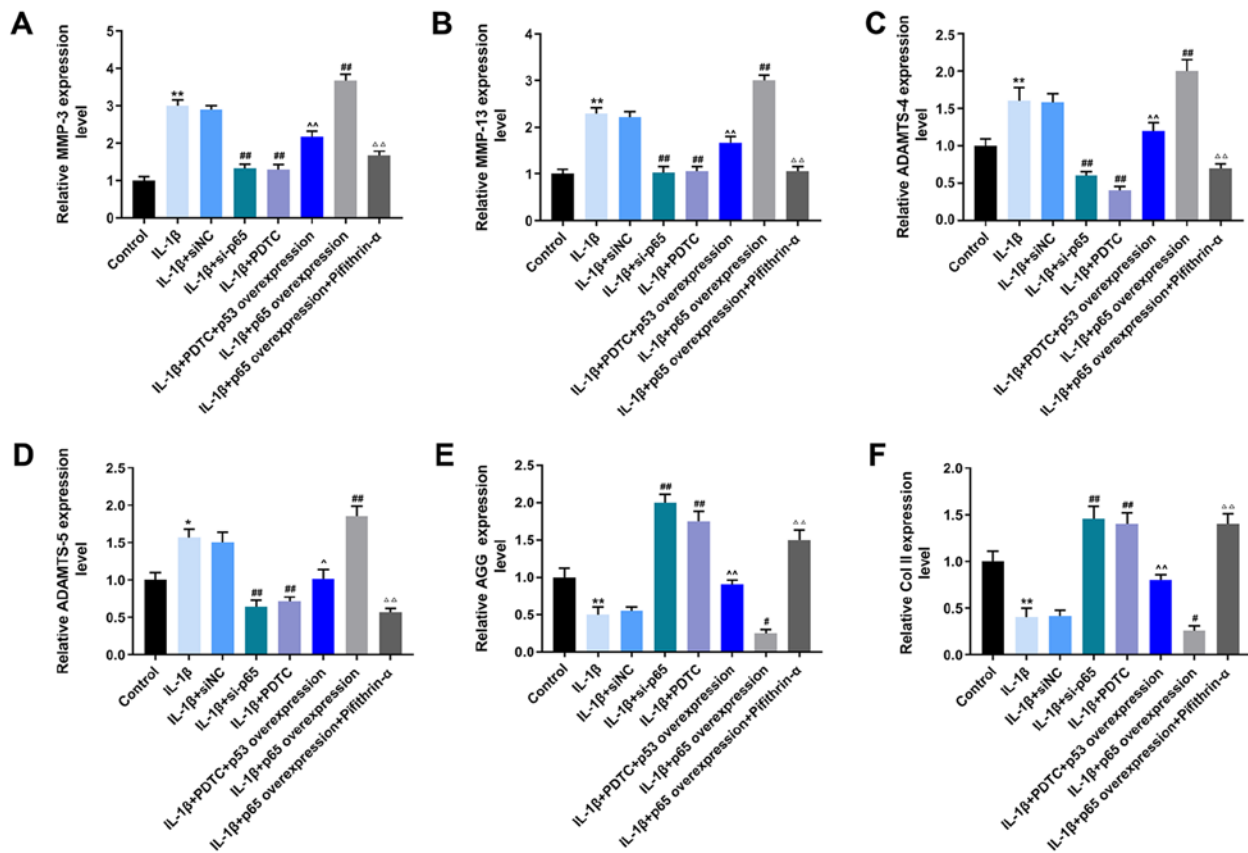 A
Relative MMP-3 expression
level
5
4
3
2
1
0
**
##
##
^^
##
△△
Control
IL-1β
IL-1β+siNC
IL-1β+si-p65
IL-1β+PDTC
IL-1β+PDTC+p53 overexpression
IL-1β+p65 overexpression
IL-1β+p65 overexpression+Pifithrin-α
B
Relative MMP-13 expression
level
4
3
2
1
0
**
##
##
^^
##
△△
Control
IL-1β
IL-1β+siNC
IL-1β+si-p65
IL-1β+PDTC
IL-1β+PDTC+p53 overexpression
IL-1β+p65 overexpression
IL-1β+p65 overexpression+Pifithrin-α
C
Relative ADAMTS-4 expression
level
2.5
2.0
1.5
1.0
0.5
0.0
**
##
##
^^
##
△△
Control
IL-1β
IL-1β+siNC
IL-1β+si-p65
IL-1β+PDTC
IL-1β+PDTC+p53 overexpression
IL-1β+p65 overexpression
IL-1β+p65 overexpression+Pifithrin-α
D
Relative ADAMTS-5 expression
level
2.5
2.0
1.5
1.0
0.5
0.0
*
##
##
^
##
△△
Control
IL-1β
IL-1β+siNC
IL-1β+si-p65
IL-1β+PDTC
IL-1β+PDTC+p53 overexpression
IL-1β+p65 overexpression
IL-1β+p65 overexpression+Pifithrin-α
E
Relative AGG expression
level
2.5
2.0
1.5
1.0
0.5
0.0
**
##
##
^^
#
△△
Control
IL-1β
IL-1β+siNC
IL-1β+si-p65
IL-1β+PDTC
IL-1β+PDTC+p53 overexpression
IL-1β+p65 overexpression
IL-1β+p65 overexpression+Pifithrin-α
F
Relative Col II expression
level
2.0
1.5
1.0
0.5
0.0
**
##
##
^^
#
△△
Control
IL-1β
IL-1β+siNC
IL-1β+si-p65
IL-1β+PDTC
IL-1β+PDTC+p53 overexpression
IL-1β+p65 overexpression
IL-1β+p65 overexpression+Pifithrin-α